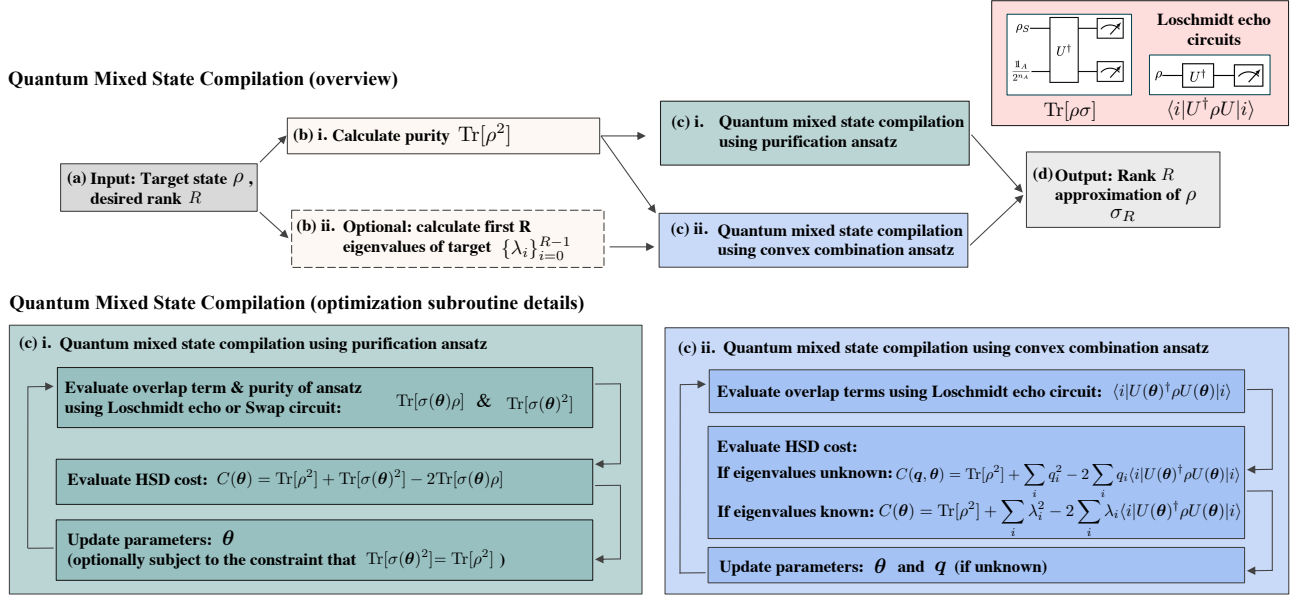 Loschmidt echo
circuits
ρ_S
𝟙_A / 2^{n_A}
U†
Tr[ρσ]
ρ
U†
⟨i|U†ρU|i⟩
Quantum Mixed State Compilation (overview)
(a) Input: Target state ρ ,
desired rank R
(b) i. Calculate purity Tr[ρ²]
(b) ii. Optional: calculate first R
eigenvalues of target {λ_i}_{i=0}^{R−1}
(c) i. Quantum mixed state compilation
using purification ansatz
(c) ii. Quantum mixed state compilation
using convex combination ansatz
(d) Output: Rank R
approximation of ρ
σ_R
Quantum Mixed State Compilation (optimization subroutine details)
(c) i. Quantum mixed state compilation using purification ansatz
Evaluate overlap term & purity of ansatz
using Loschmidt echo or Swap circuit: Tr[σ(θ)ρ] & Tr[σ(θ)²]
Evaluate HSD cost: C(θ) = Tr[ρ²] + Tr[σ(θ)²] − 2Tr[σ(θ)ρ]
Update parameters: θ
(optionally subject to the constraint that Tr[σ(θ)²]= Tr[ρ²] )
(c) ii. Quantum mixed state compilation using convex combination ansatz
Evaluate overlap terms using Loschmidt echo circuit: ⟨i|U(θ)†ρU(θ)|i⟩
Evaluate HSD cost:
If eigenvalues unknown: C(q, θ) = Tr[ρ²] + ∑_i q_i² − 2 ∑_i q_i⟨i|U(θ)†ρU(θ)|i⟩
If eigenvalues known: C(θ) = Tr[ρ²] + ∑_i λ_i² − 2 ∑_i λ_i⟨i|U(θ)†ρU(θ)|i⟩
Update parameters: θ and q (if unknown)